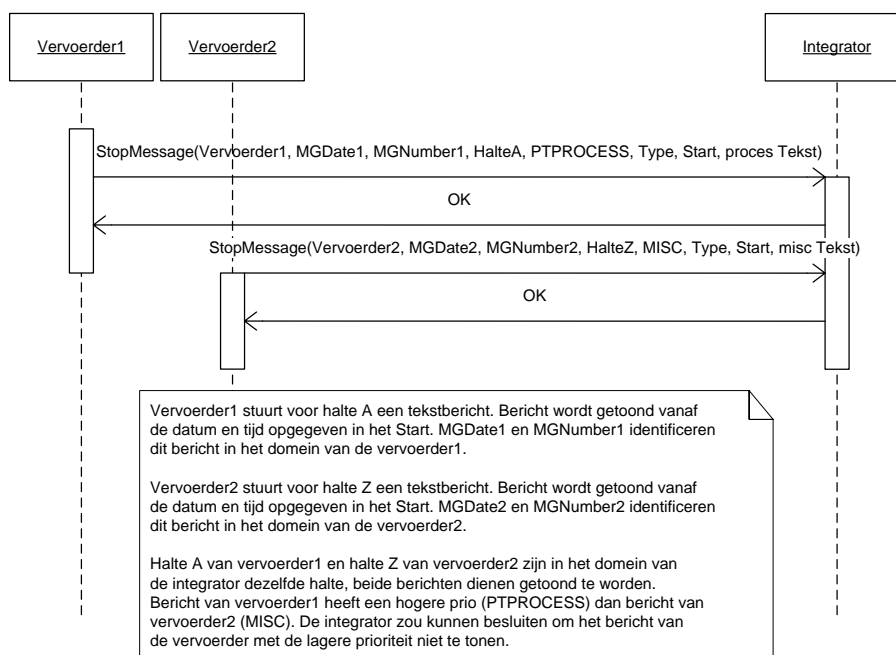 Vervoerder1
Vervoerder2
Integrator
StopMessage(Vervoerder1, MGDate1, MGNumber1, HalteA, PTPROCESS, Type, Start, proces Tekst)
OK
StopMessage(Vervoerder2, MGDate2, MGNumber2, HalteZ, MISC, Type, Start, misc Tekst)
OK
Vervoerder1 stuurt voor halte A een tekstbericht. Bericht wordt getoond vanaf
de datum en tijd opgegeven in het Start. MGDate1 en MGNumber1 identificeren
dit bericht in het domein van de vervoerder1.
Vervoerder2 stuurt voor halte Z een tekstbericht. Bericht wordt getoond vanaf
de datum en tijd opgegeven in het Start. MGDate2 en MGNumber2 identificeren
dit bericht in het domein van de vervoerder2.
Halte A van vervoerder1 en halte Z van vervoerder2 zijn in het domein van
de integrator dezelfde halte, beide berichten dienen getoond te worden.
Bericht van vervoerder1 heeft een hogere prio (PTPROCESS) dan bericht van
vervoerder2 (MISC). De integrator zou kunnen besluiten om het bericht van
de vervoerder met de lagere prioriteit niet te tonen.